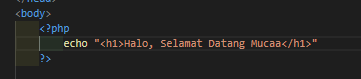 </head>
<body>
<?php
echo "<h1>Halo, Selamat Datang Mucaa</h1>"
?>